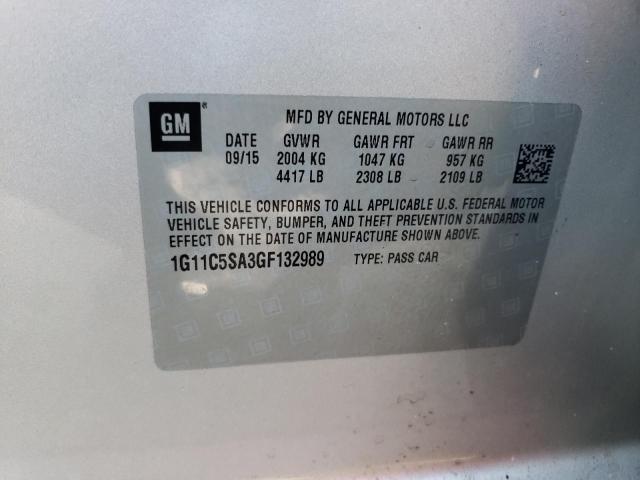 GM
MFD BY GENERAL MOTORS LLC
DATE GVWR GAWR FRT GAWR RR
09/15 2004 KG 1047 KG 957 KG
4417 LB 2308 LB 2109 LB
THIS VEHICLE CONFORMS TO ALL APPLICABLE U.S. FEDERAL MOTOR
VEHICLE SAFETY, BUMPER, AND THEFT PREVENTION STANDARDS IN
EFFECT ON THE DATE OF MANUFACTURE SHOWN ABOVE.
1G11C5SA3GF132989 TYPE: PASS CAR